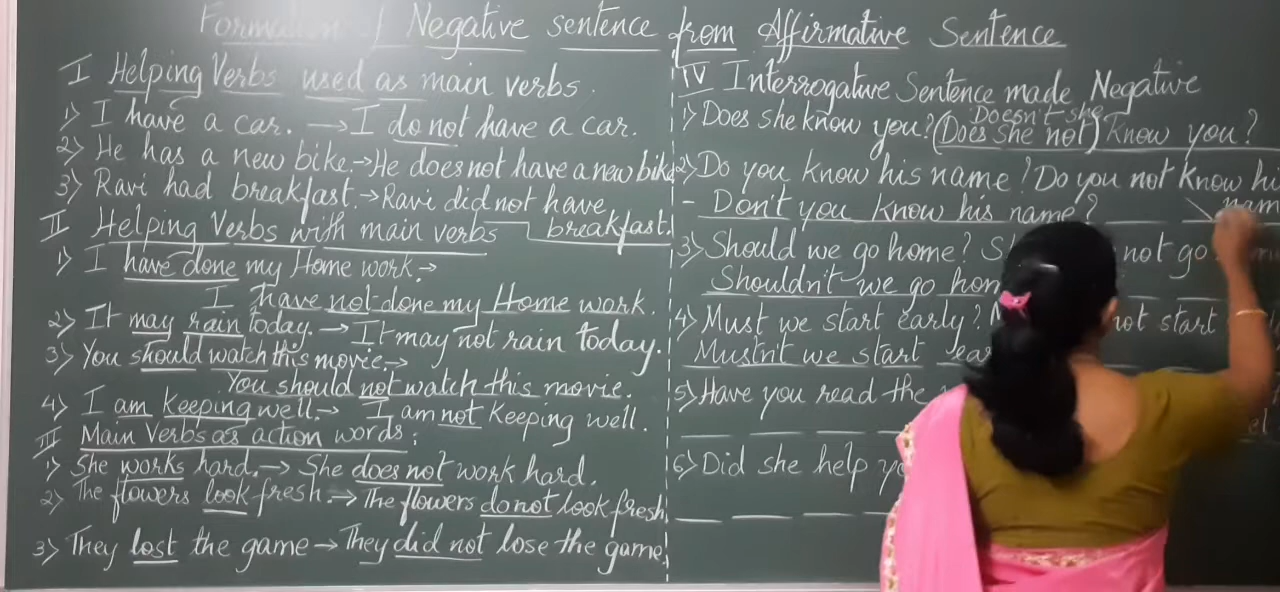 Formation of Negative sentence from Affirmative Sentence
I Helping Verbs used as main verbs.
1) I have a car. → I do not have a car.
2) He has a new bike.→He does not have a new bike
3) Ravi had breakfast.→Ravi did not have
breakfast.
II Helping Verbs with main verbs
1) I have done my Home work.→
I have not done my Home work.
2) It may rain today. → It may not rain today.
3) You should watch this movie.→
You should not watch this movie.
4) I am keeping well.→ I am not keeping well.
III Main Verbs as action words:
1) She works hard.→ She does not work hard.
2) The flowers look fresh.→ The flowers do not look fresh
3) They lost the game → They did not lose the game.
IV Interrogative Sentence made Negative
Doesn't she
1) Does she know you? (Does she not) Know you?
2) Do you know his name? Do you not know hi
nam
- Don't you know his name?
3) Should we go home? S not go
Shouldn't we go hom
4) Must we start early? not start
Mustn't we start ear
5) Have you read the
6) Did she help yo